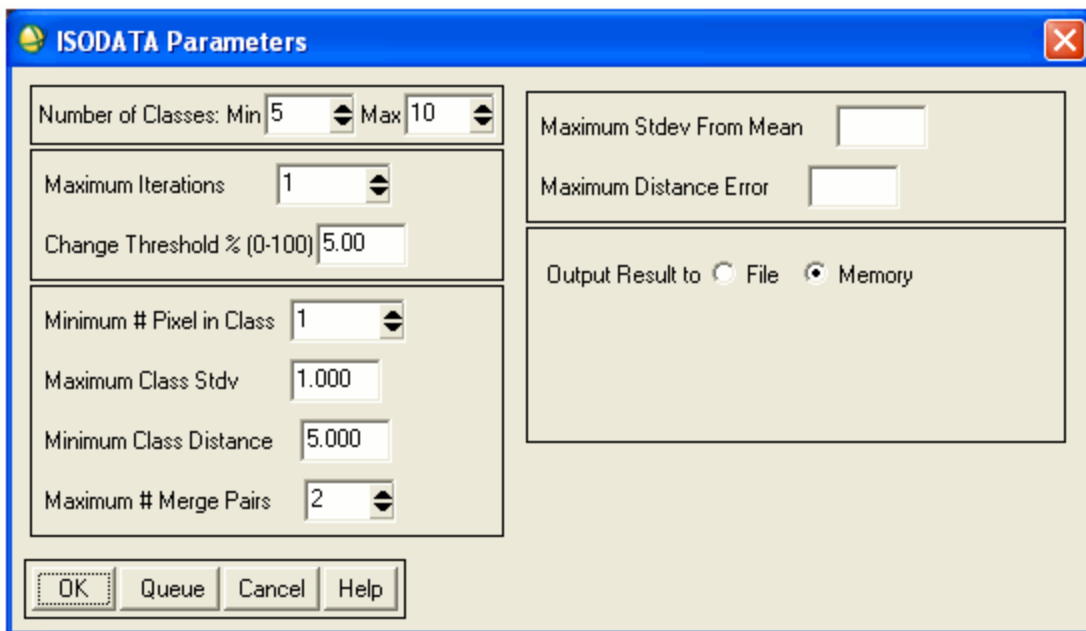 ISODATA Parameters
Number of Classes: Min 5 Max 10
Maximum Iterations 1
Change Threshold % (0-100) 5.00
Minimum # Pixel in Class 1
Maximum Class Stdv 1.000
Minimum Class Distance 5.000
Maximum # Merge Pairs 2
Maximum Stdev From Mean
Maximum Distance Error
Output Result to File Memory
OK Queue Cancel Help